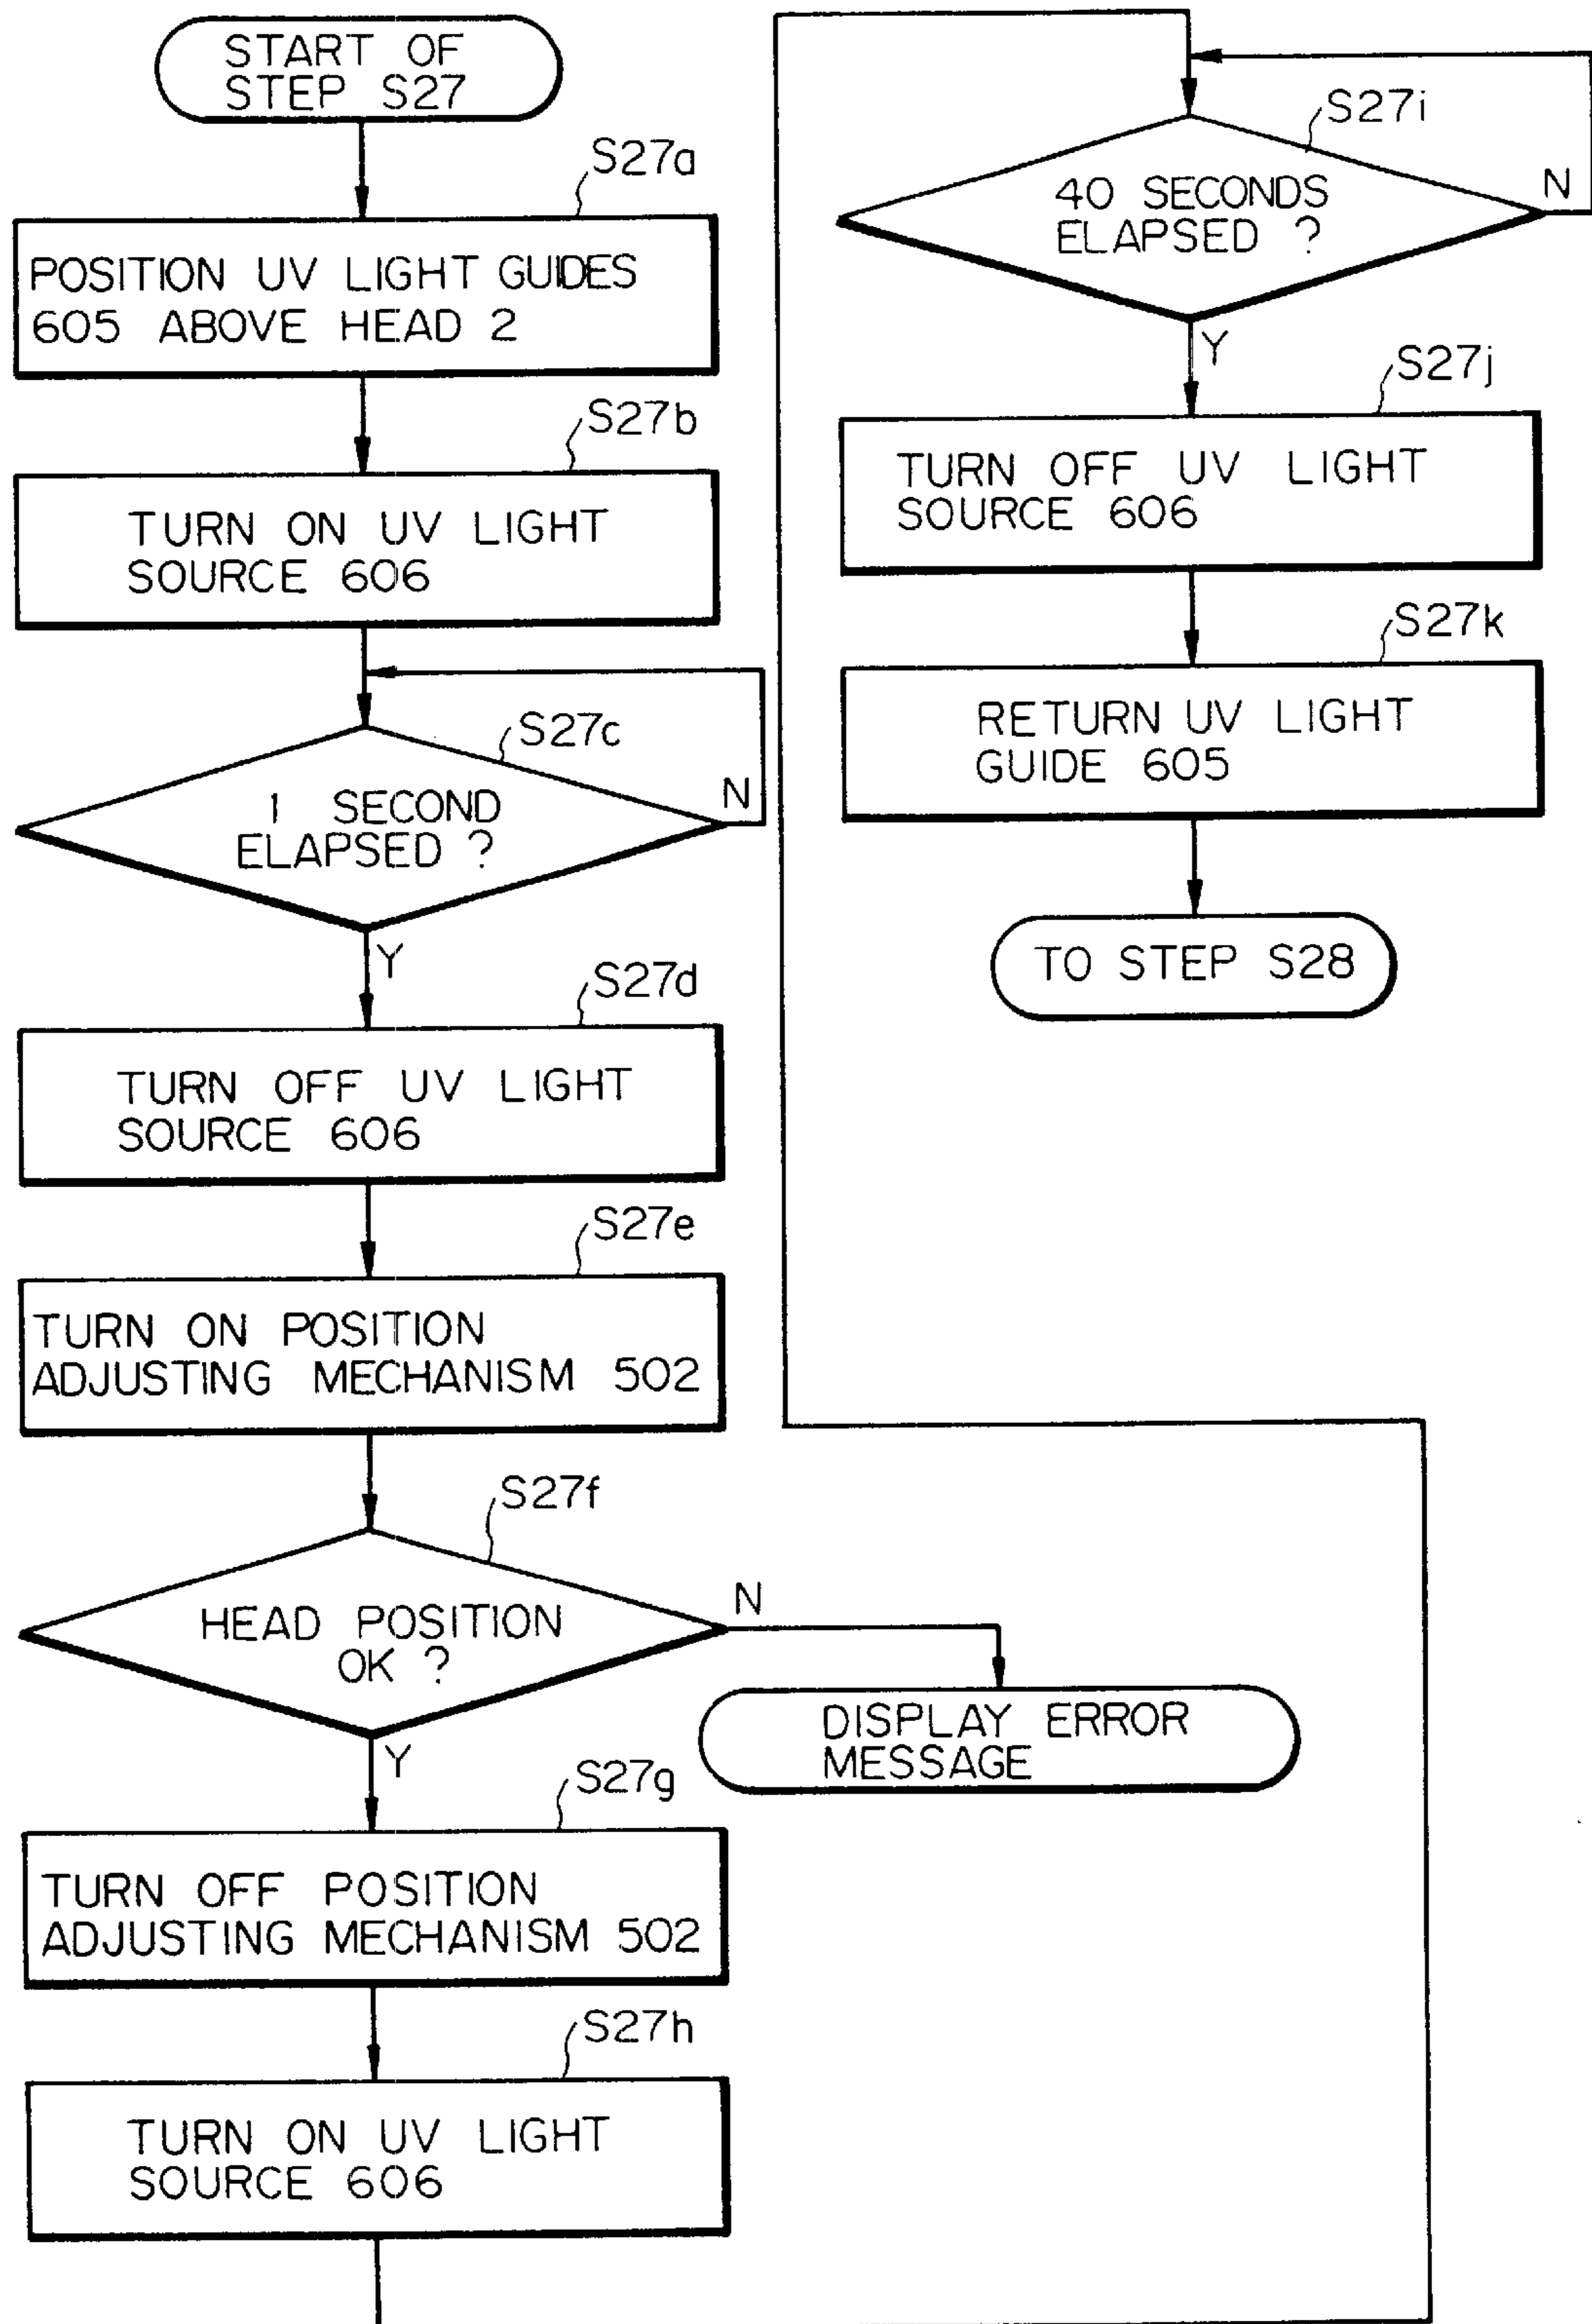 START OF
STEP S27
S27a
POSITION UV LIGHT GUIDES
605 ABOVE HEAD 2
S27b
TURN ON UV LIGHT
SOURCE 606
S27c
1 SECOND
ELAPSED ?
N
Y
S27d
TURN OFF UV LIGHT
SOURCE 606
S27e
TURN ON POSITION
ADJUSTING MECHANISM 502
S27f
HEAD POSITION
OK ?
N
DISPLAY ERROR
MESSAGE
Y
S27g
TURN OFF POSITION
ADJUSTING MECHANISM 502
S27h
TURN ON UV LIGHT
SOURCE 606
S27i
40 SECONDS
ELAPSED ?
N
Y
S27j
TURN OFF UV LIGHT
SOURCE 606
S27k
RETURN UV LIGHT
GUIDE 605
TO STEP S28